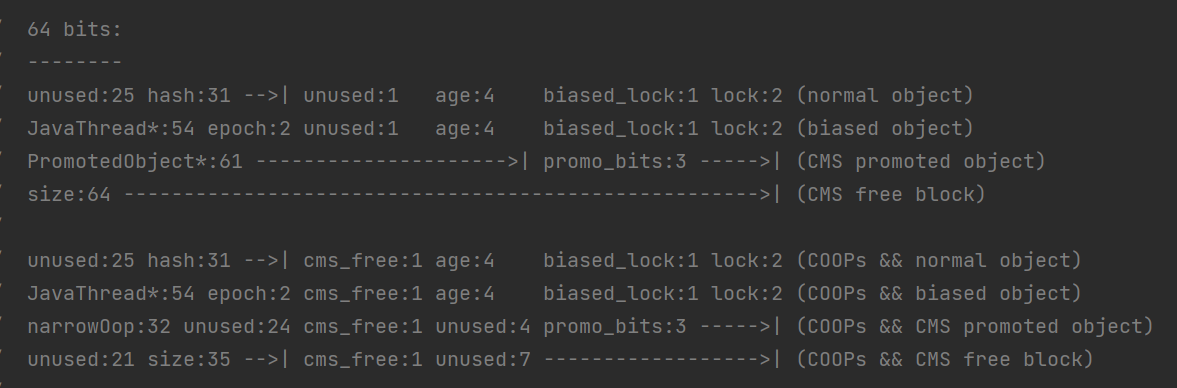 64 bits:
--------
unused:25 hash:31 -->| unused:1   age:4    biased_lock:1 lock:2 (normal object)
JavaThread*:54 epoch:2 unused:1   age:4    biased_lock:1 lock:2 (biased object)
PromotedObject*:61 --------------------->| promo_bits:3 ----->| (CMS promoted object)
size:64 ----------------------------------------------------->| (CMS free block)

unused:25 hash:31 -->| cms_free:1 age:4    biased_lock:1 lock:2 (COOPs && normal object)
JavaThread*:54 epoch:2 cms_free:1 age:4    biased_lock:1 lock:2 (COOPs && biased object)
narrowOop:32 unused:24 cms_free:1 unused:4 promo_bits:3 ----->| (COOPs && CMS promoted object)
unused:21 size:35 -->| cms_free:1 unused:7 ------------------>| (COOPs && CMS free block)